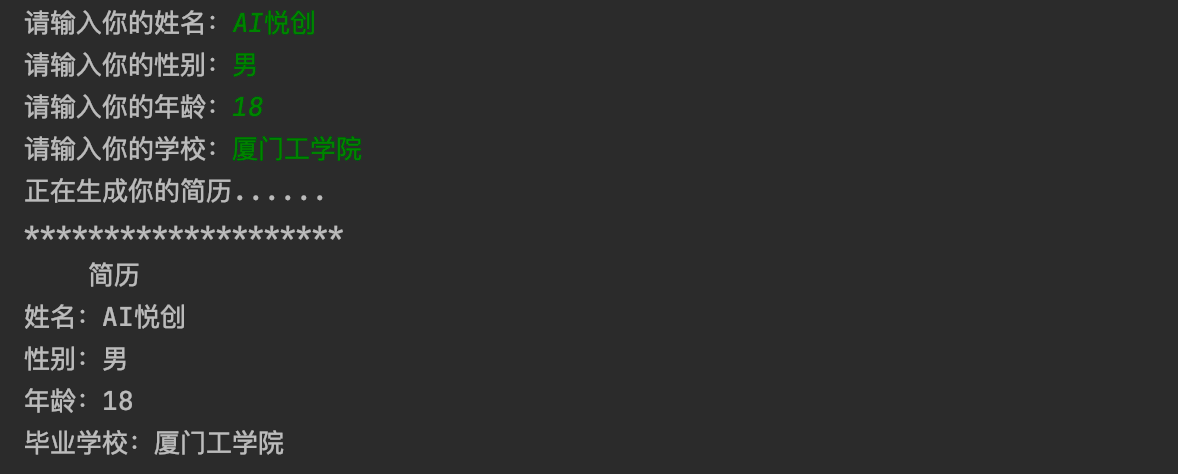 请输入你的姓名：AI悦创
请输入你的性别：男
请输入你的年龄：18
请输入你的学校：厦门工学院
正在生成你的简历......
********************
    简历
姓名：AI悦创
性别：男
年龄：18
毕业学校：厦门工学院